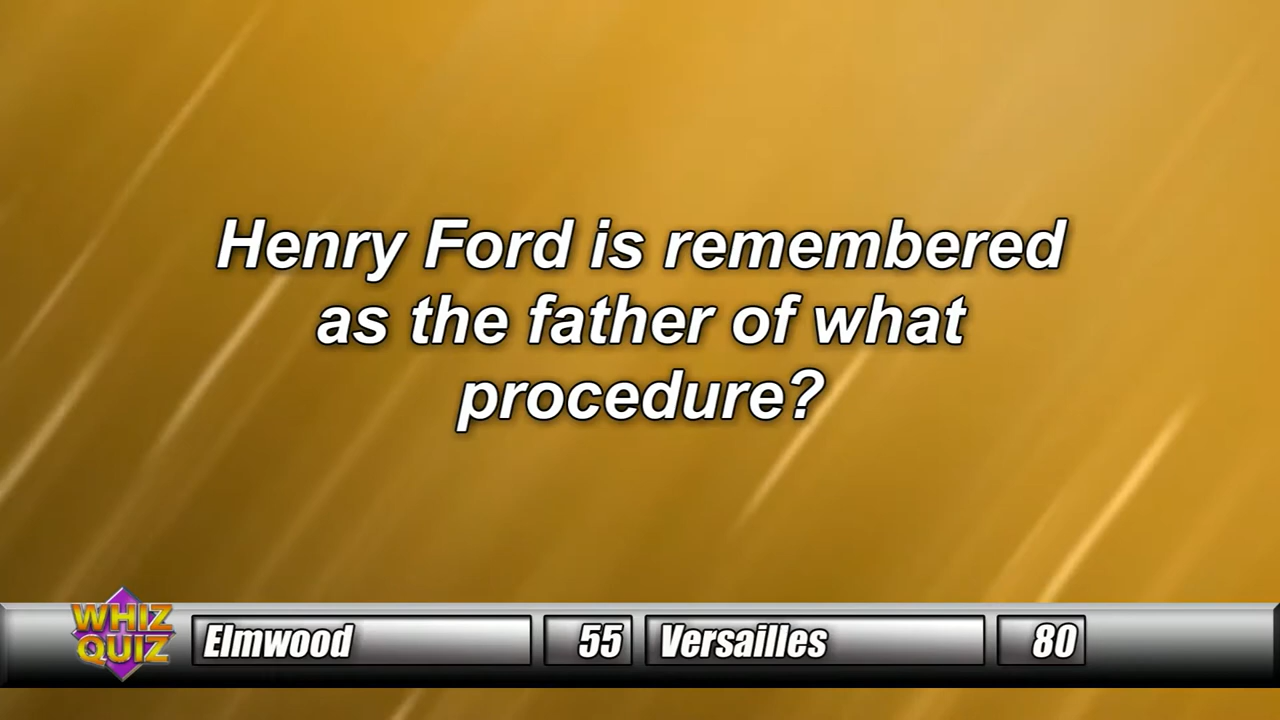 Henry Ford is remembered
as the father of what
procedure?
WHIZ
QUIZ
Elmwood 55 Versailles 80